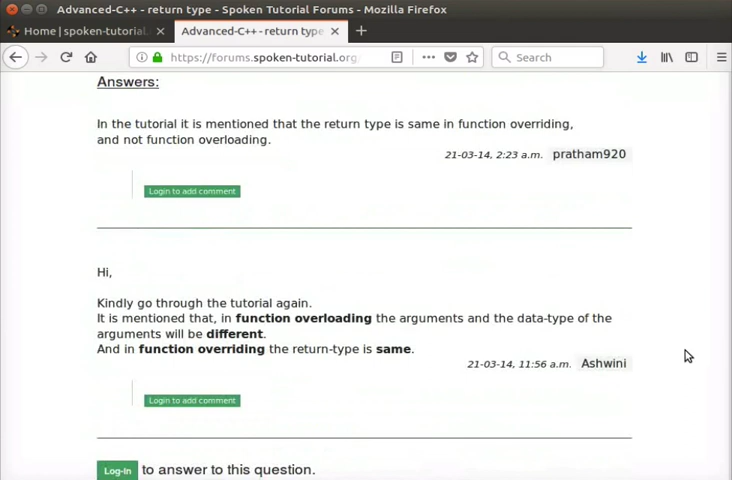 Advanced-C++ - return type - Spoken Tutorial Forums - Mozilla Firefox
Home | spoken-tutorial.
Advanced-C++ - return type
https://forums.spoken-tutorial.org
Search
Answers:
In the tutorial it is mentioned that the return type is same in function overriding,
and not function overloading.
21-03-14, 2:23 a.m. pratham920
Login to add comment
Hi,
Kindly go through the tutorial again.
It is mentioned that, in function overloading the arguments and the data-type of the
arguments will be different.
And in function overriding the return-type is same.
21-03-14, 11:56 a.m. Ashwini
Login to add comment
Log-In to answer to this question.